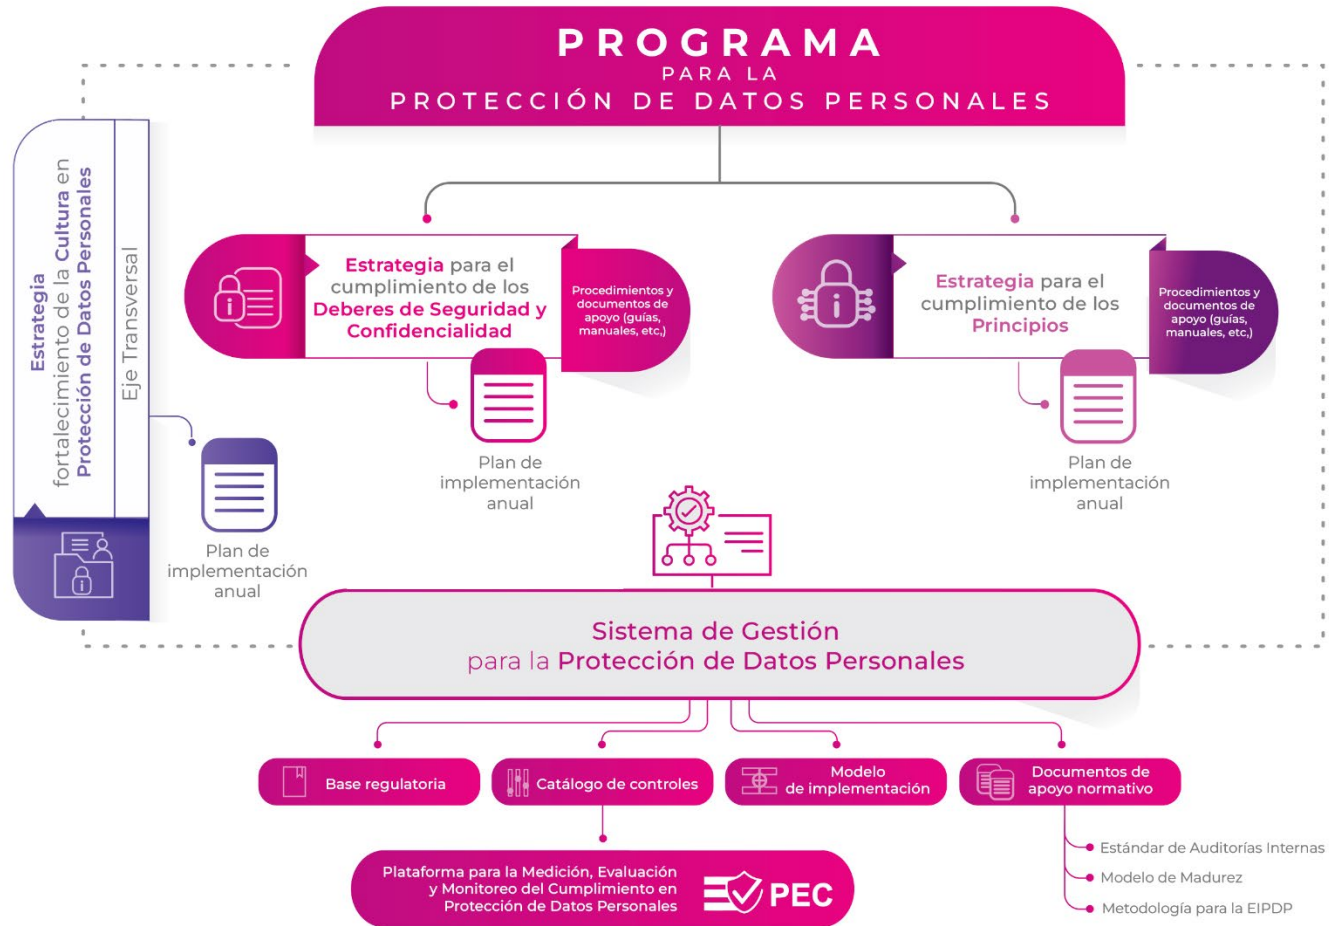 PROGRAMA
PARA LA
PROTECCIÓN DE DATOS PERSONALES
Estrategia
fortalecimiento de la Cultura en
Protección de Datos Personales
Eje Transversal
Plan de
implementación
anual
Estrategia para el
cumplimiento de los
Deberes de Seguridad y
Confidencialidad
Procedimientos y
documentos de
apoyo (guías,
manuales, etc,)
Plan de
implementación
anual
Estrategia para el
cumplimiento de los
Principios
Procedimientos y
documentos de
apoyo (guías,
manuales, etc,)
Plan de
implementación
anual
Sistema de Gestión
para la Protección de Datos Personales
Base regulatoria
Catálogo de controles
Modelo
de implementación
Documentos de
apoyo normativo
Plataforma para la Medición, Evaluación
y Monitoreo del Cumplimiento en
Protección de Datos Personales
PEC
Estándar de Auditorías Internas
Modelo de Madurez
Metodología para la EIPDP